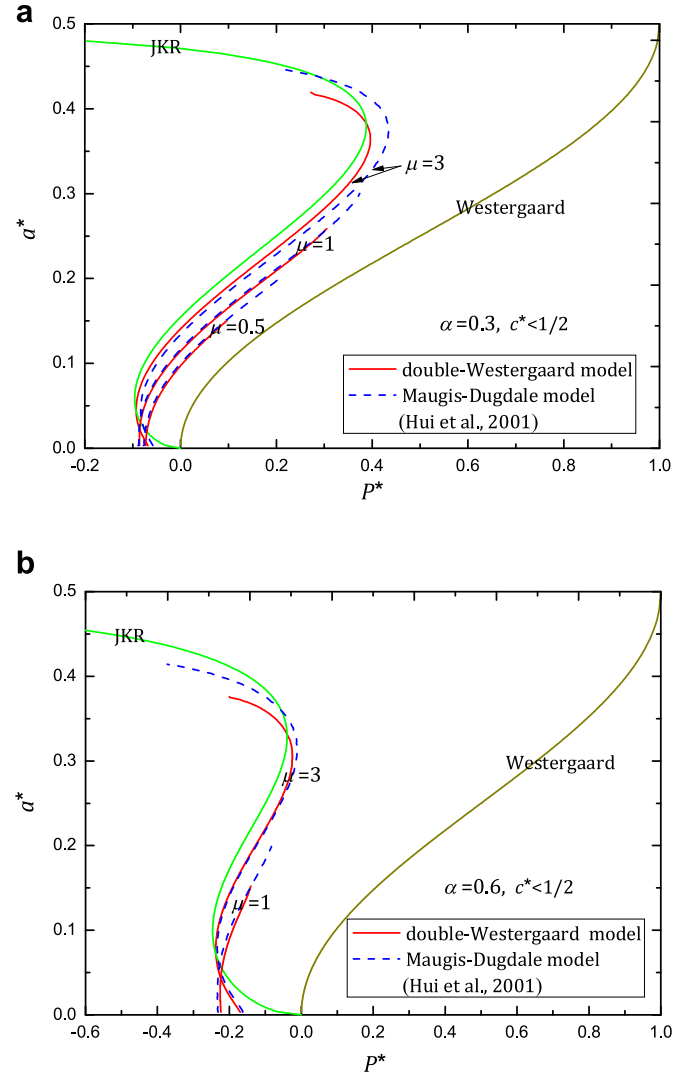 a
0.5
0.4
0.3
0.2
0.1
0.0
a*
JKR
μ=3
Westergaard
μ=1
μ=0.5
α=0.3, c*<1/2
double-Westergaard model
Maugis-Dugdale model
(Hui et al., 2001)
-0.2 0.0 0.2 0.4 0.6 0.8 1.0
P*
b
0.5
0.4
0.3
0.2
0.1
0.0
a*
JKR
Westergaard
μ=3
μ=1
α=0.6, c*<1/2
double-Westergaard model
Maugis-Dugdale model
(Hui et al., 2001)
-0.6 -0.4 -0.2 0.0 0.2 0.4 0.6 0.8 1.0
P*